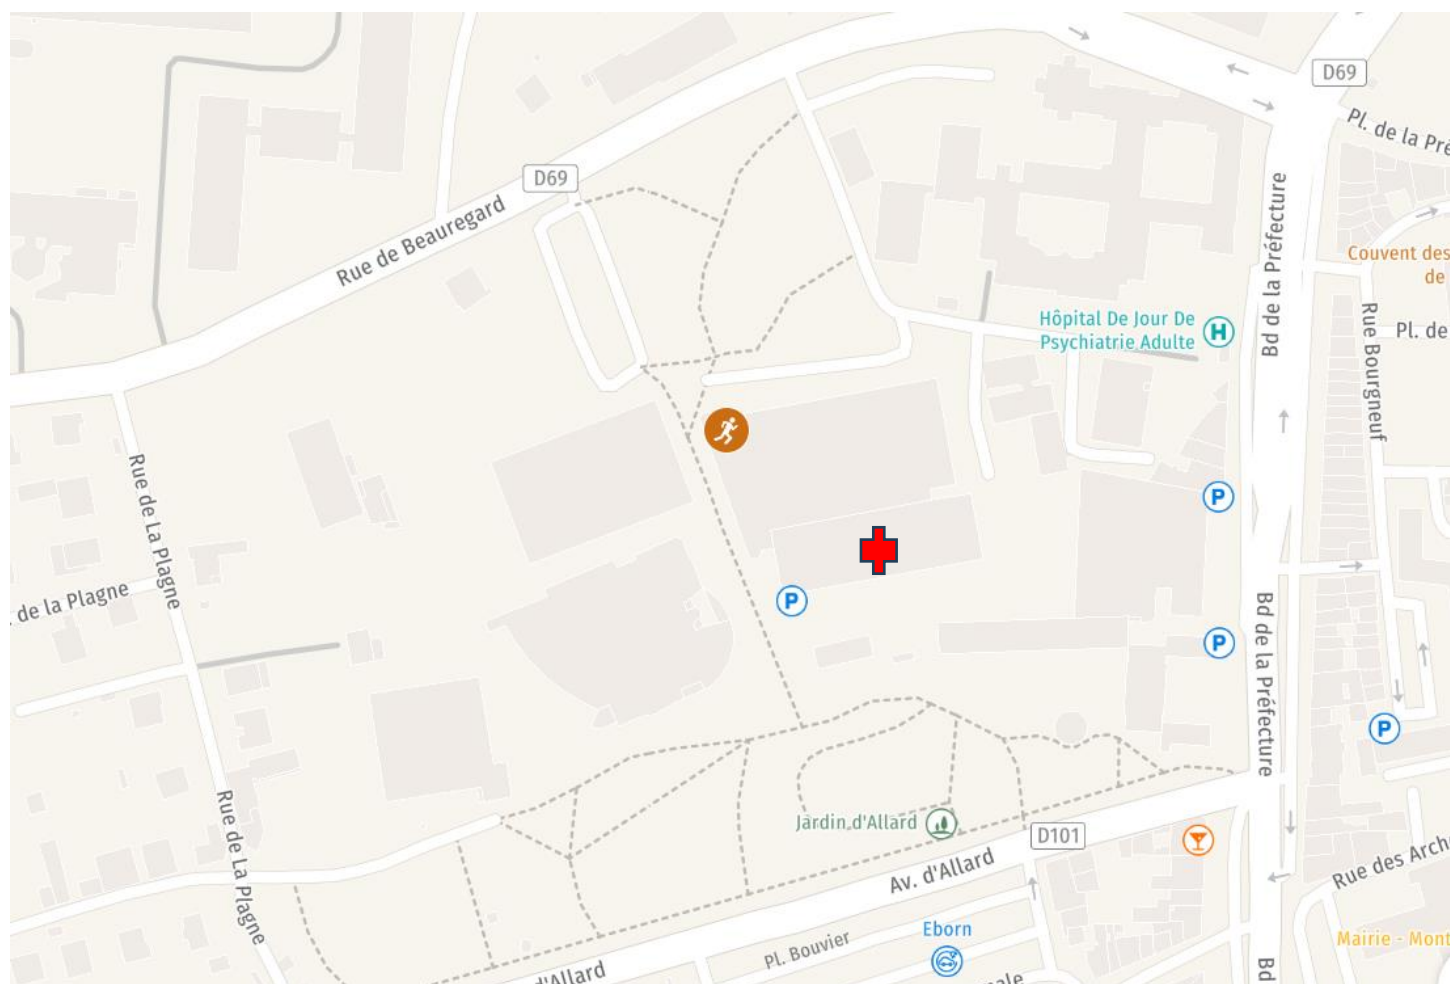 D69
Pl. de la Pré
D69
Rue de Beauregard
Bd de la Préfecture
Couvent des
de
Hôpital De Jour De
Psychiatrie Adulte
H
Rue Bourgneuf
Pl. de
Rue de La Plagne
P
. de la Plagne
P
Bd de la Préfecture
P
P
Rue de La Plagne
Jardin d'Allard
D101
Av. d'Allard
Rue des Arch
Eborn
Pl. Bouvier
Mairie - Mont
d'Allard
ale
Bd